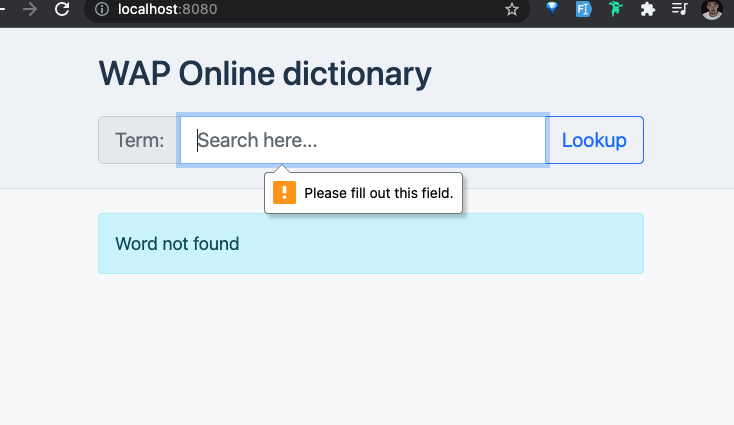 localhost:8080
WAP Online dictionary
Term: Search here... Lookup
! Please fill out this field.
Word not found